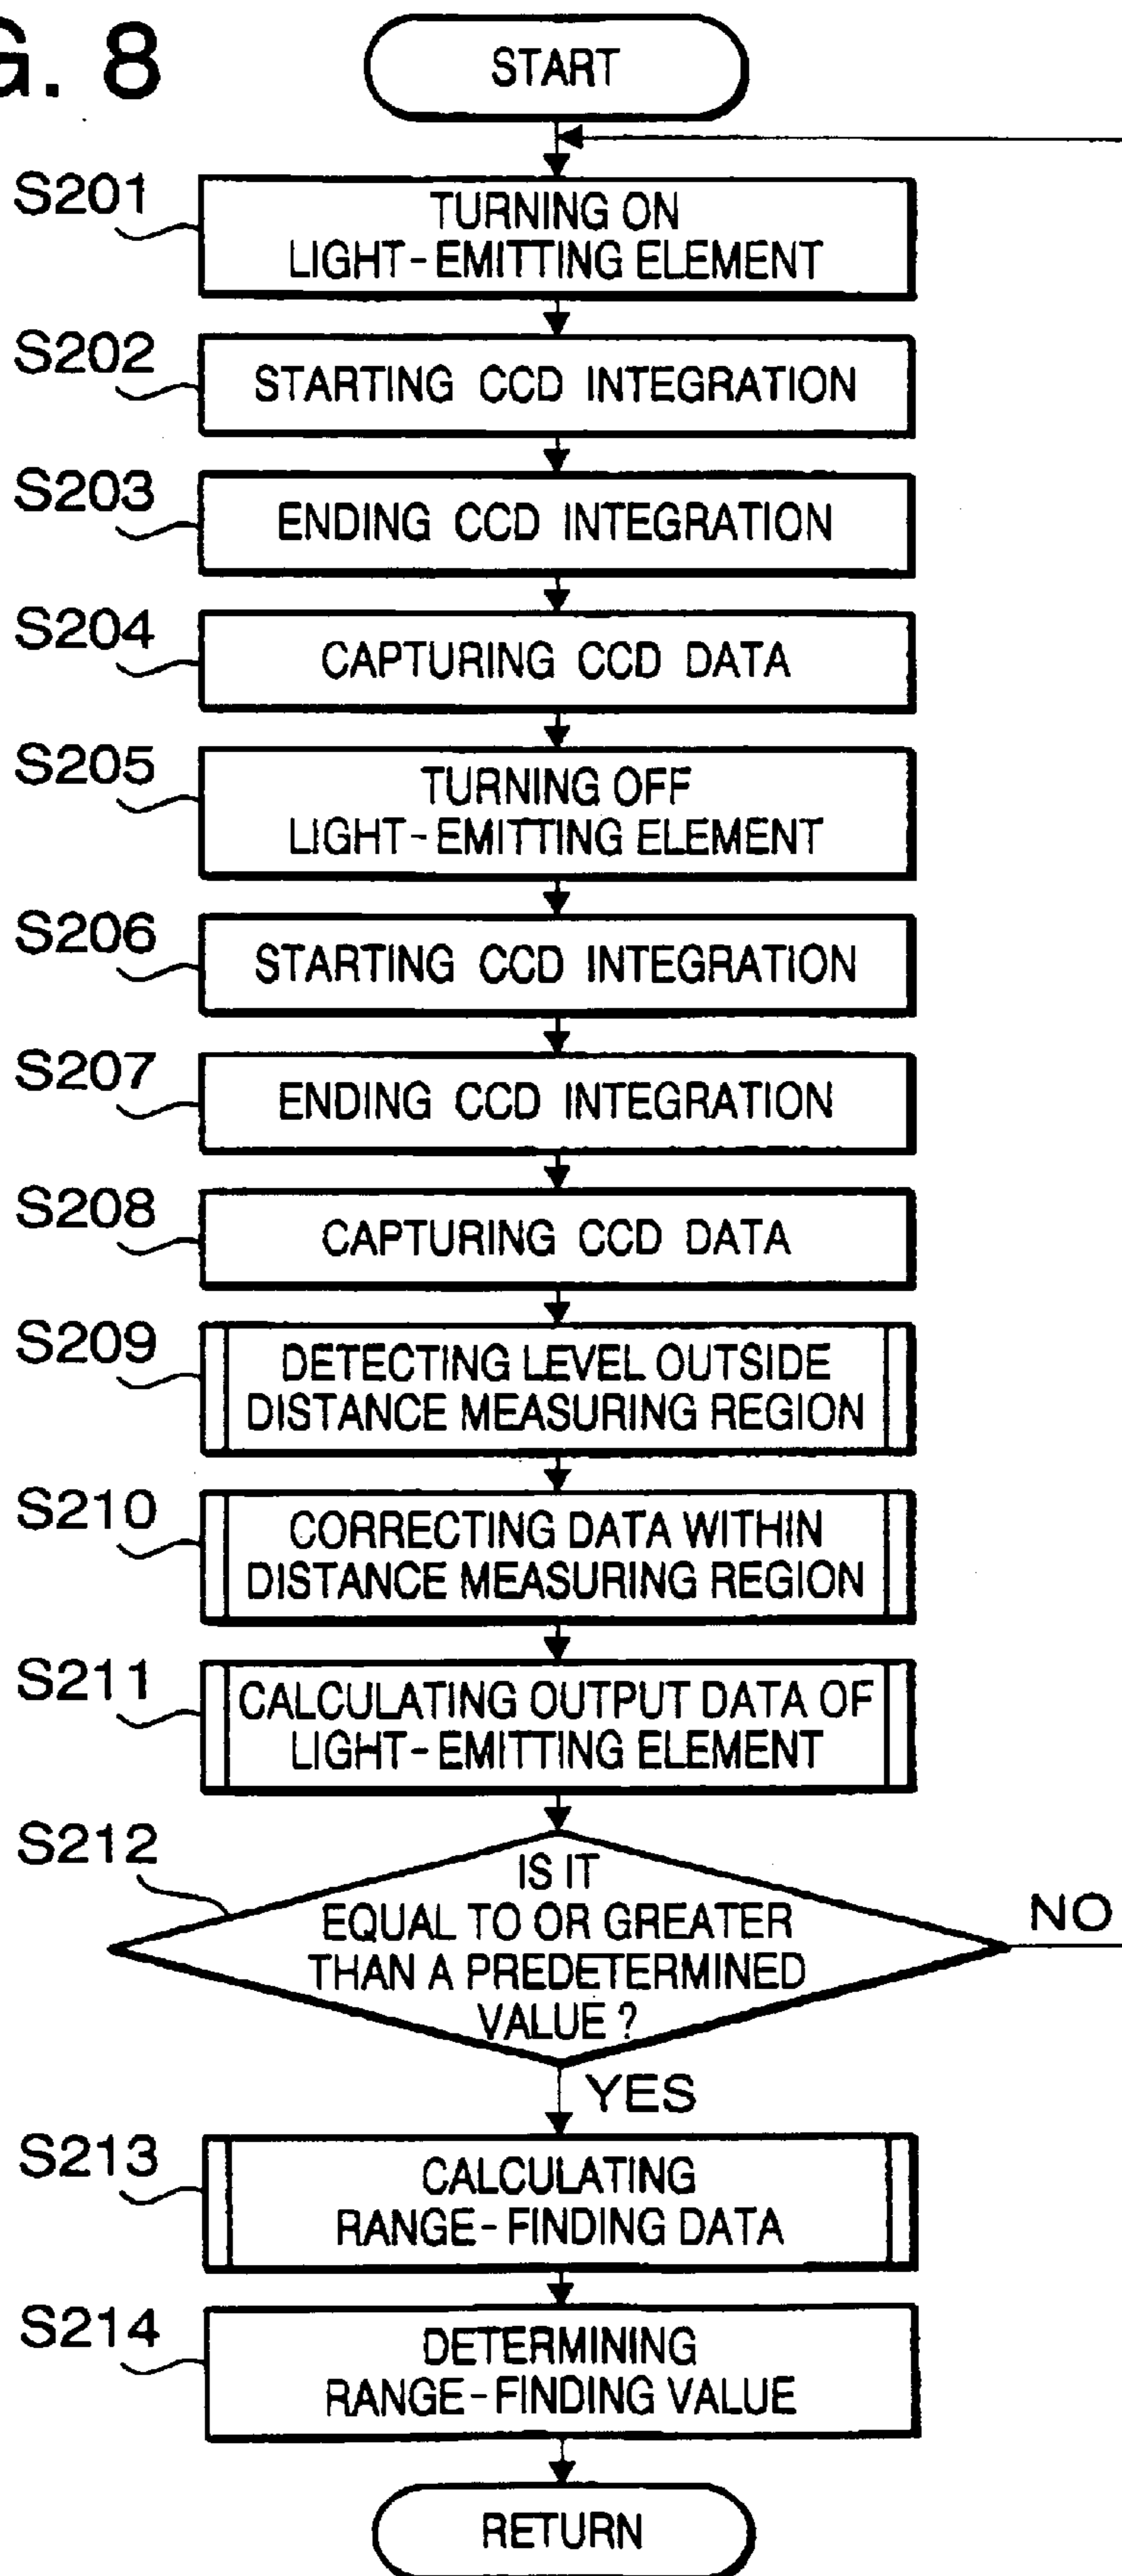 G. 8
START
S201
TURNING ON
LIGHT-EMITTING ELEMENT
S202
STARTING CCD INTEGRATION
S203
ENDING CCD INTEGRATION
S204
CAPTURING CCD DATA
S205
TURNING OFF
LIGHT-EMITTING ELEMENT
S206
STARTING CCD INTEGRATION
S207
ENDING CCD INTEGRATION
S208
CAPTURING CCD DATA
S209
DETECTING LEVEL OUTSIDE
DISTANCE MEASURING REGION
S210
CORRECTING DATA WITHIN
DISTANCE MEASURING REGION
S211
CALCULATING OUTPUT DATA OF
LIGHT-EMITTING ELEMENT
S212
IS IT
EQUAL TO OR GREATER
THAN A PREDETERMINED
VALUE ?
NO
YES
S213
CALCULATING
RANGE-FINDING DATA
S214
DETERMINING
RANGE-FINDING VALUE
RETURN